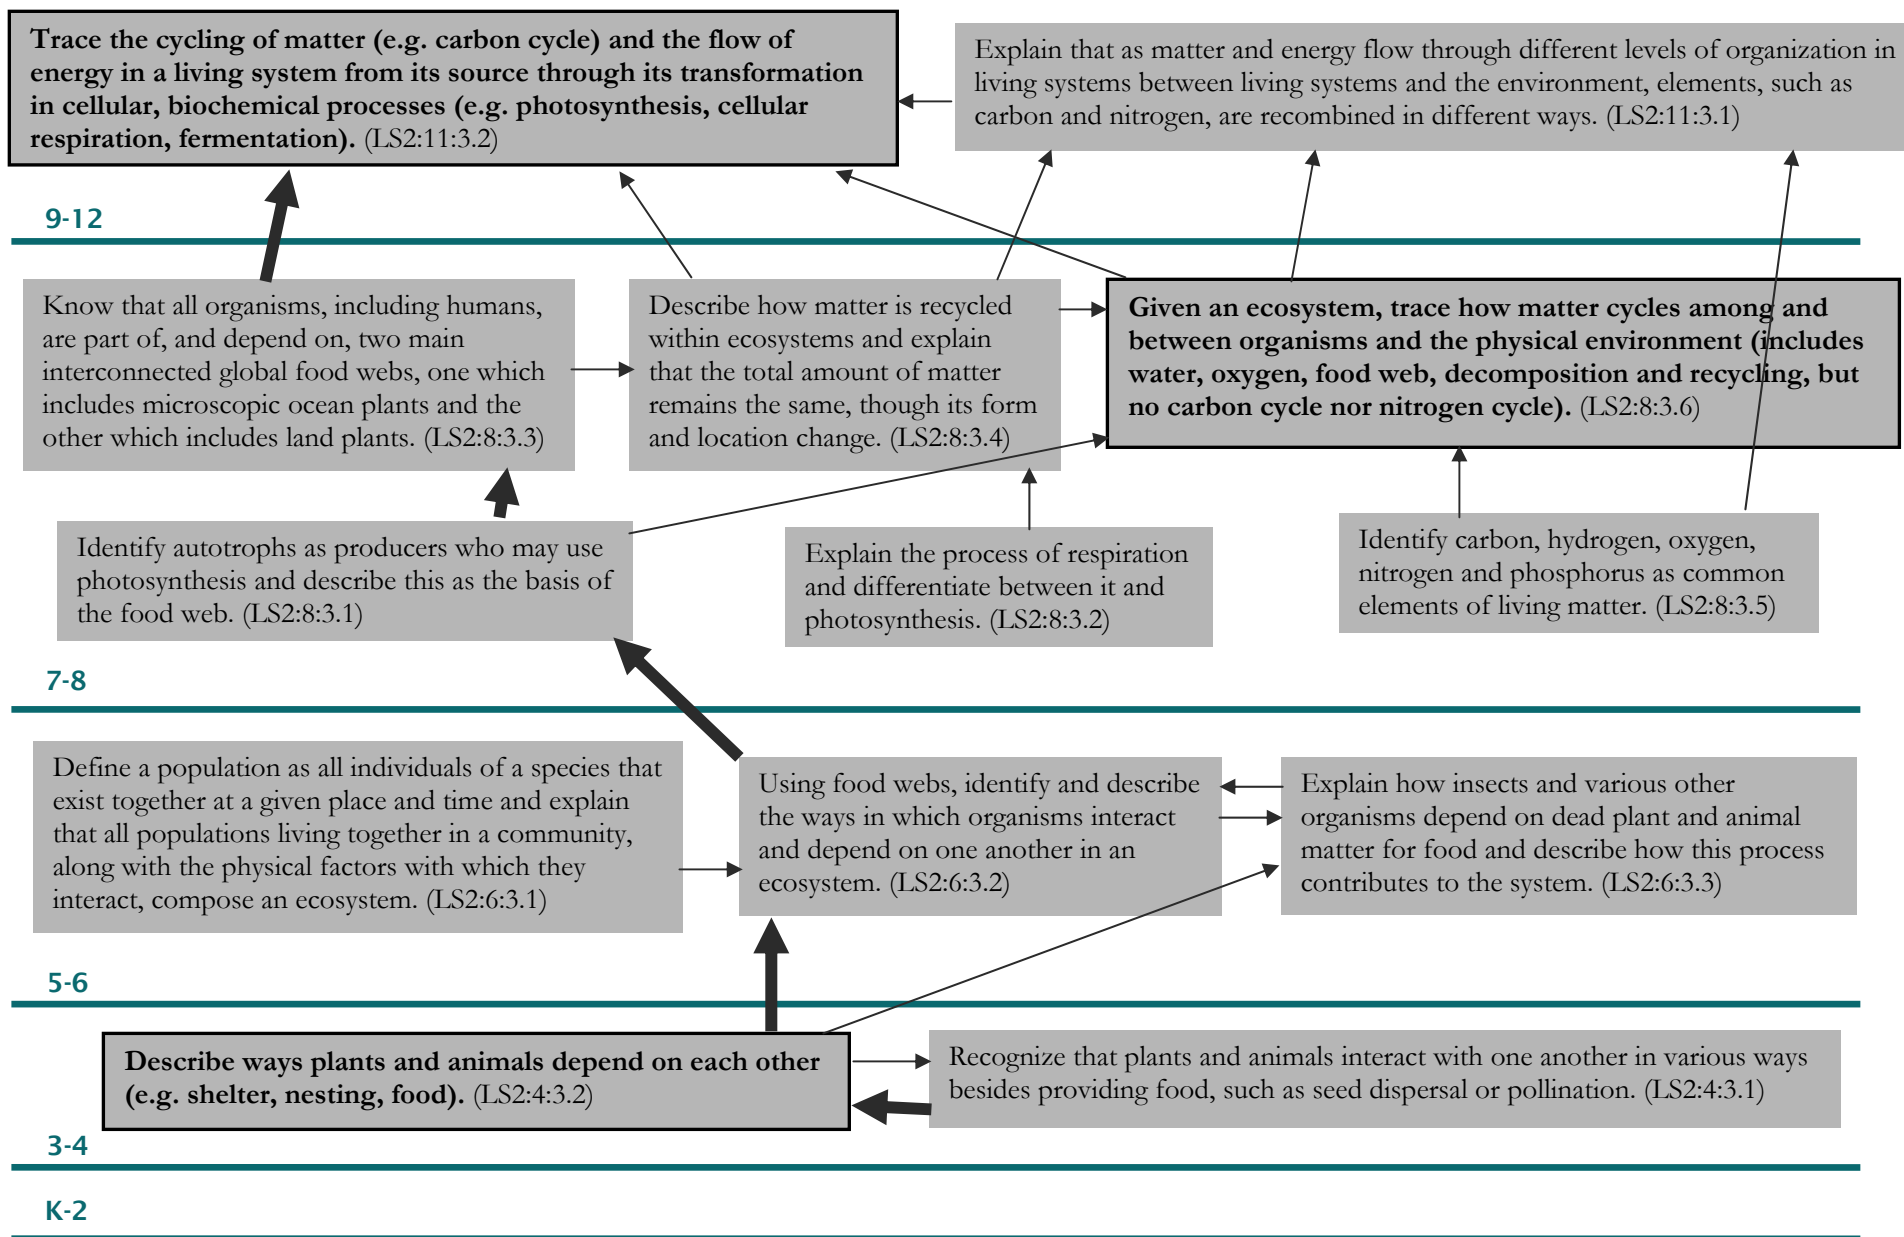 Trace the cycling of matter (e.g. carbon cycle) and the flow of
energy in a living system from its source through its transformation
in cellular, biochemical processes (e.g. photosynthesis, cellular
respiration, fermentation). (LS2:11:3.2)
Explain that as matter and energy flow through different levels of organization in
living systems between living systems and the environment, elements, such as
carbon and nitrogen, are recombined in different ways. (LS2:11:3.1)
9-12
Know that all organisms, including humans,
are part of, and depend on, two main
interconnected global food webs, one which
includes microscopic ocean plants and the
other which includes land plants. (LS2:8:3.3)
Describe how matter is recycled
within ecosystems and explain
that the total amount of matter
remains the same, though its form
and location change. (LS2:8:3.4)
Given an ecosystem, trace how matter cycles among and
between organisms and the physical environment (includes
water, oxygen, food web, decomposition and recycling, but
no carbon cycle nor nitrogen cycle). (LS2:8:3.6)
Identify autotrophs as producers who may use
photosynthesis and describe this as the basis of
the food web. (LS2:8:3.1)
Explain the process of respiration
and differentiate between it and
photosynthesis. (LS2:8:3.2)
Identify carbon, hydrogen, oxygen,
nitrogen and phosphorus as common
elements of living matter. (LS2:8:3.5)
7-8
Define a population as all individuals of a species that
exist together at a given place and time and explain
that all populations living together in a community,
along with the physical factors with which they
interact, compose an ecosystem. (LS2:6:3.1)
Using food webs, identify and describe
the ways in which organisms interact
and depend on one another in an
ecosystem. (LS2:6:3.2)
Explain how insects and various other
organisms depend on dead plant and animal
matter for food and describe how this process
contributes to the system. (LS2:6:3.3)
5-6
Describe ways plants and animals depend on each other
(e.g. shelter, nesting, food). (LS2:4:3.2)
Recognize that plants and animals interact with one another in various ways
besides providing food, such as seed dispersal or pollination. (LS2:4:3.1)
3-4
K-2